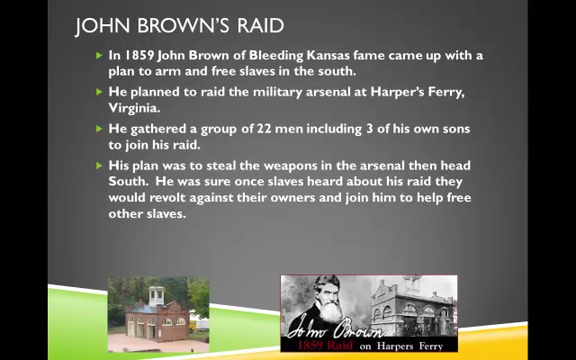 JOHN BROWN'S RAID
In 1859 John Brown of Bleeding Kansas fame came up with a
plan to arm and free slaves in the south.
He planned to raid the military arsenal at Harper's Ferry,
Virginia.
He gathered a group of 22 men including 3 of his own sons
to join his raid.
His plan was to steal the weapons in the arsenal then head
South. He was sure once slaves heard about his raid they
would revolt against their owners and join him to help free
other slaves.
John Brown
1859 Raid on Harpers Ferry